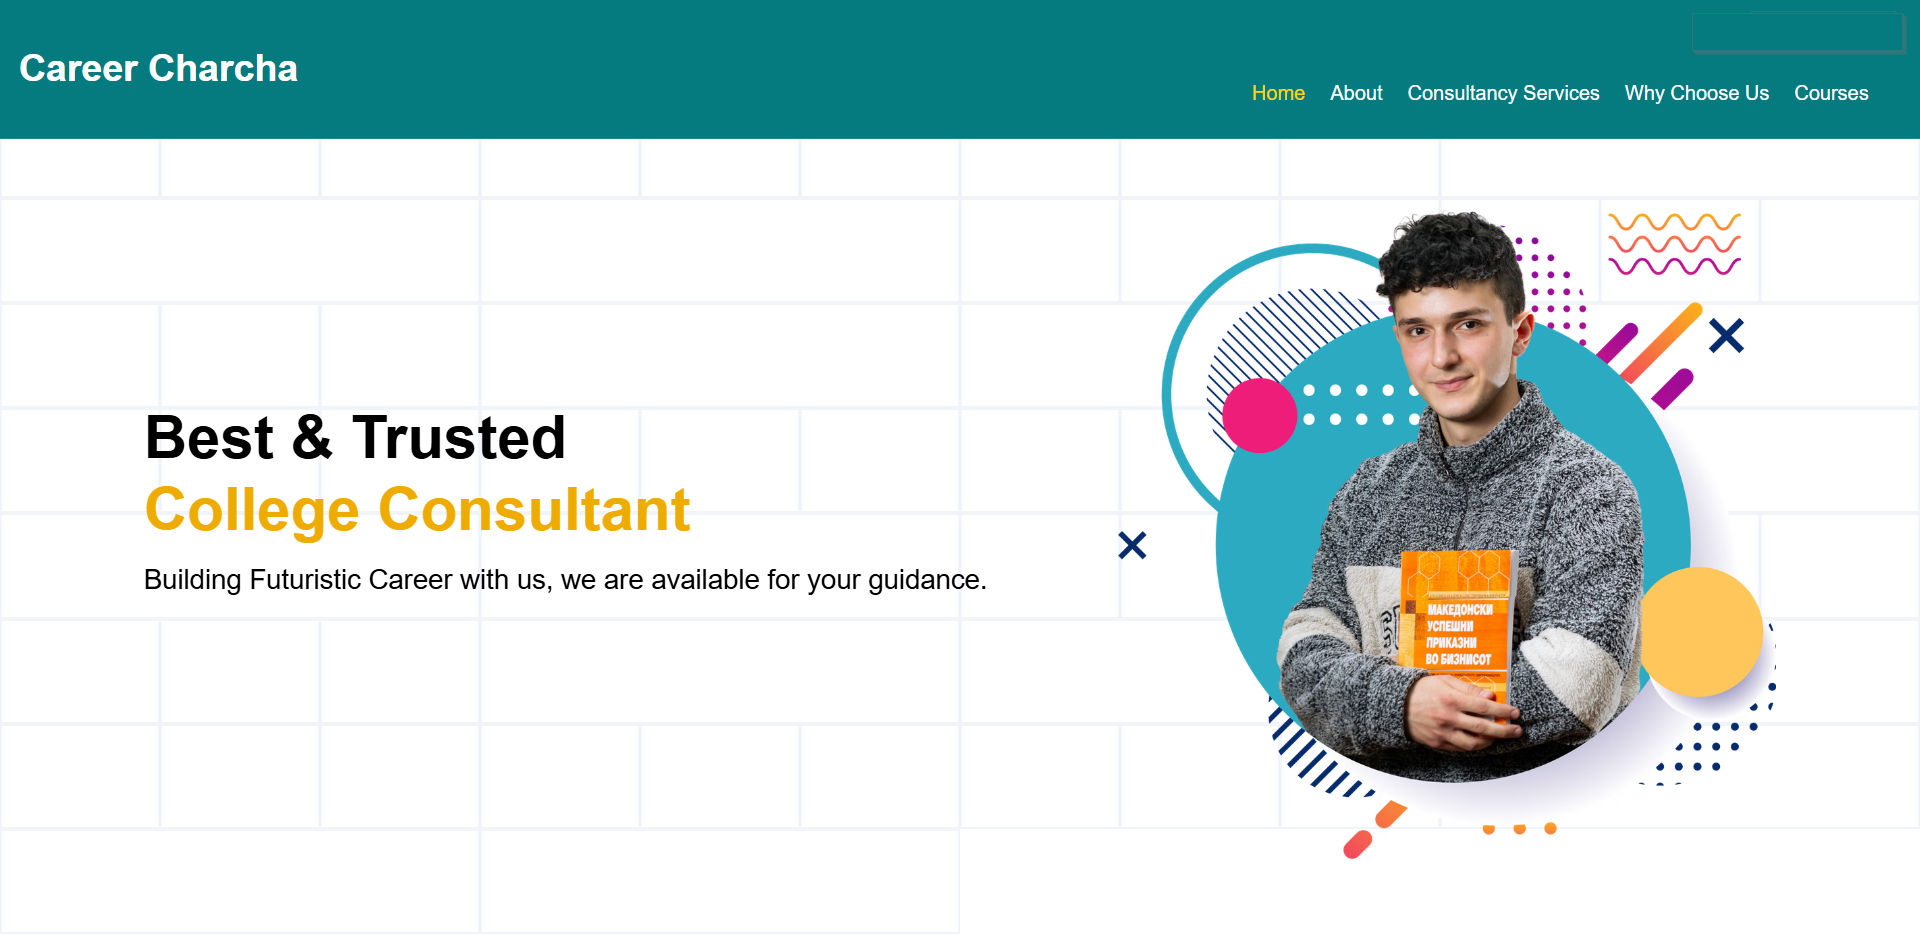 Career Charcha
Home About Consultancy Services Why Choose Us Courses
Best & Trusted
College Consultant
Building Futuristic Career with us, we are available for your guidance.
МАКЕДОНСКИ
УСПЕШНИ
ПРИКАЗНИ
ВО БИЗНИСОТ